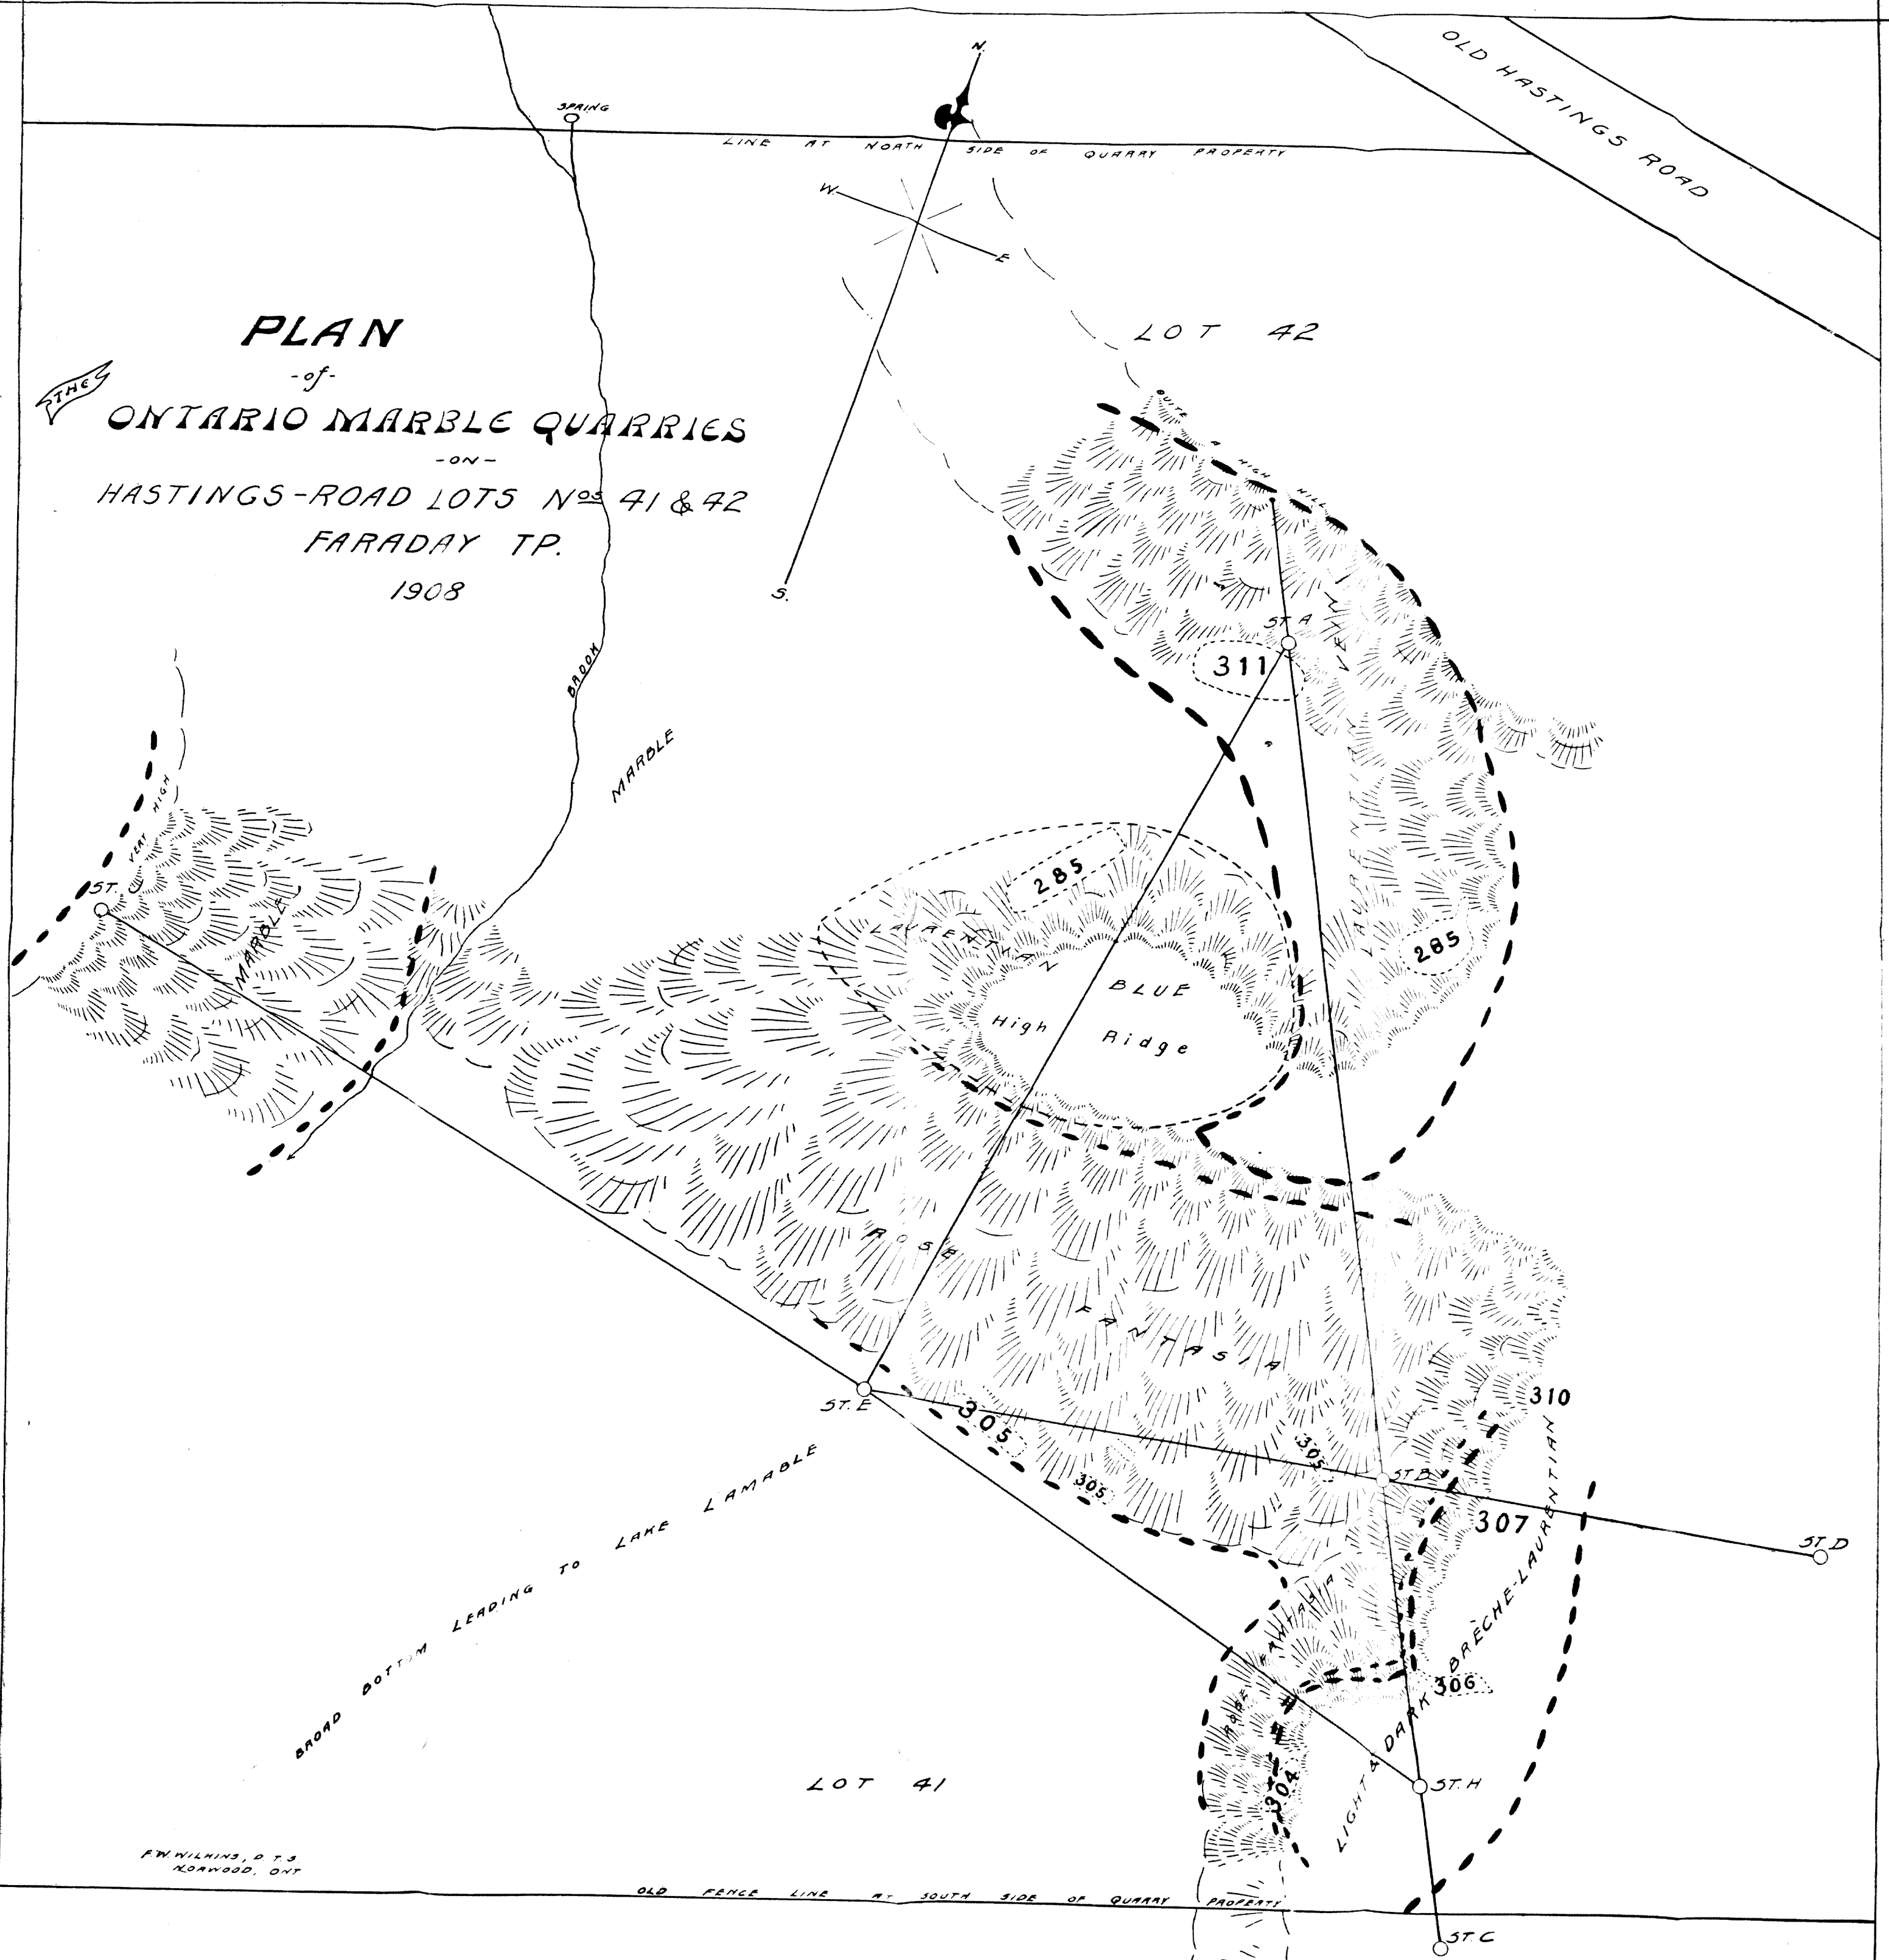 OLD HASTINGS ROAD
N.
SPRING
LINE AT NORTH SIDE OF QUARRY PROPERTY
W.
E
S.
LOT 42
PLAN
-of-
THE
ONTARIO MARBLE QUARRIES
-ON-
HASTINGS-ROAD LOTS Nos 41 & 42
FARADAY TP.
1908
QUITE A HIGH HILL
ST. A
311
LAURENTIAN VEIN
BROOK
MARBLE
VERY HIGH
ST. J
MARBLE
285
LAURENTIAN
BLUE
High
Ridge
285
ROSE FANTASIA
ST. E
305
305
305
310
ST B
307
ST. D
BROAD BOTTOM LEADING TO LAKE LAMABLE
ROSE FANTASIA
LIGHT & DARK BRÈCHE-LAURENTIAN
306
304
ST. H
LOT 41
F.W. WILKINS, D T S
NORWOOD, ONT
OLD FENCE LINE AT SOUTH SIDE OF QUARRY PROPERTY
ST. C